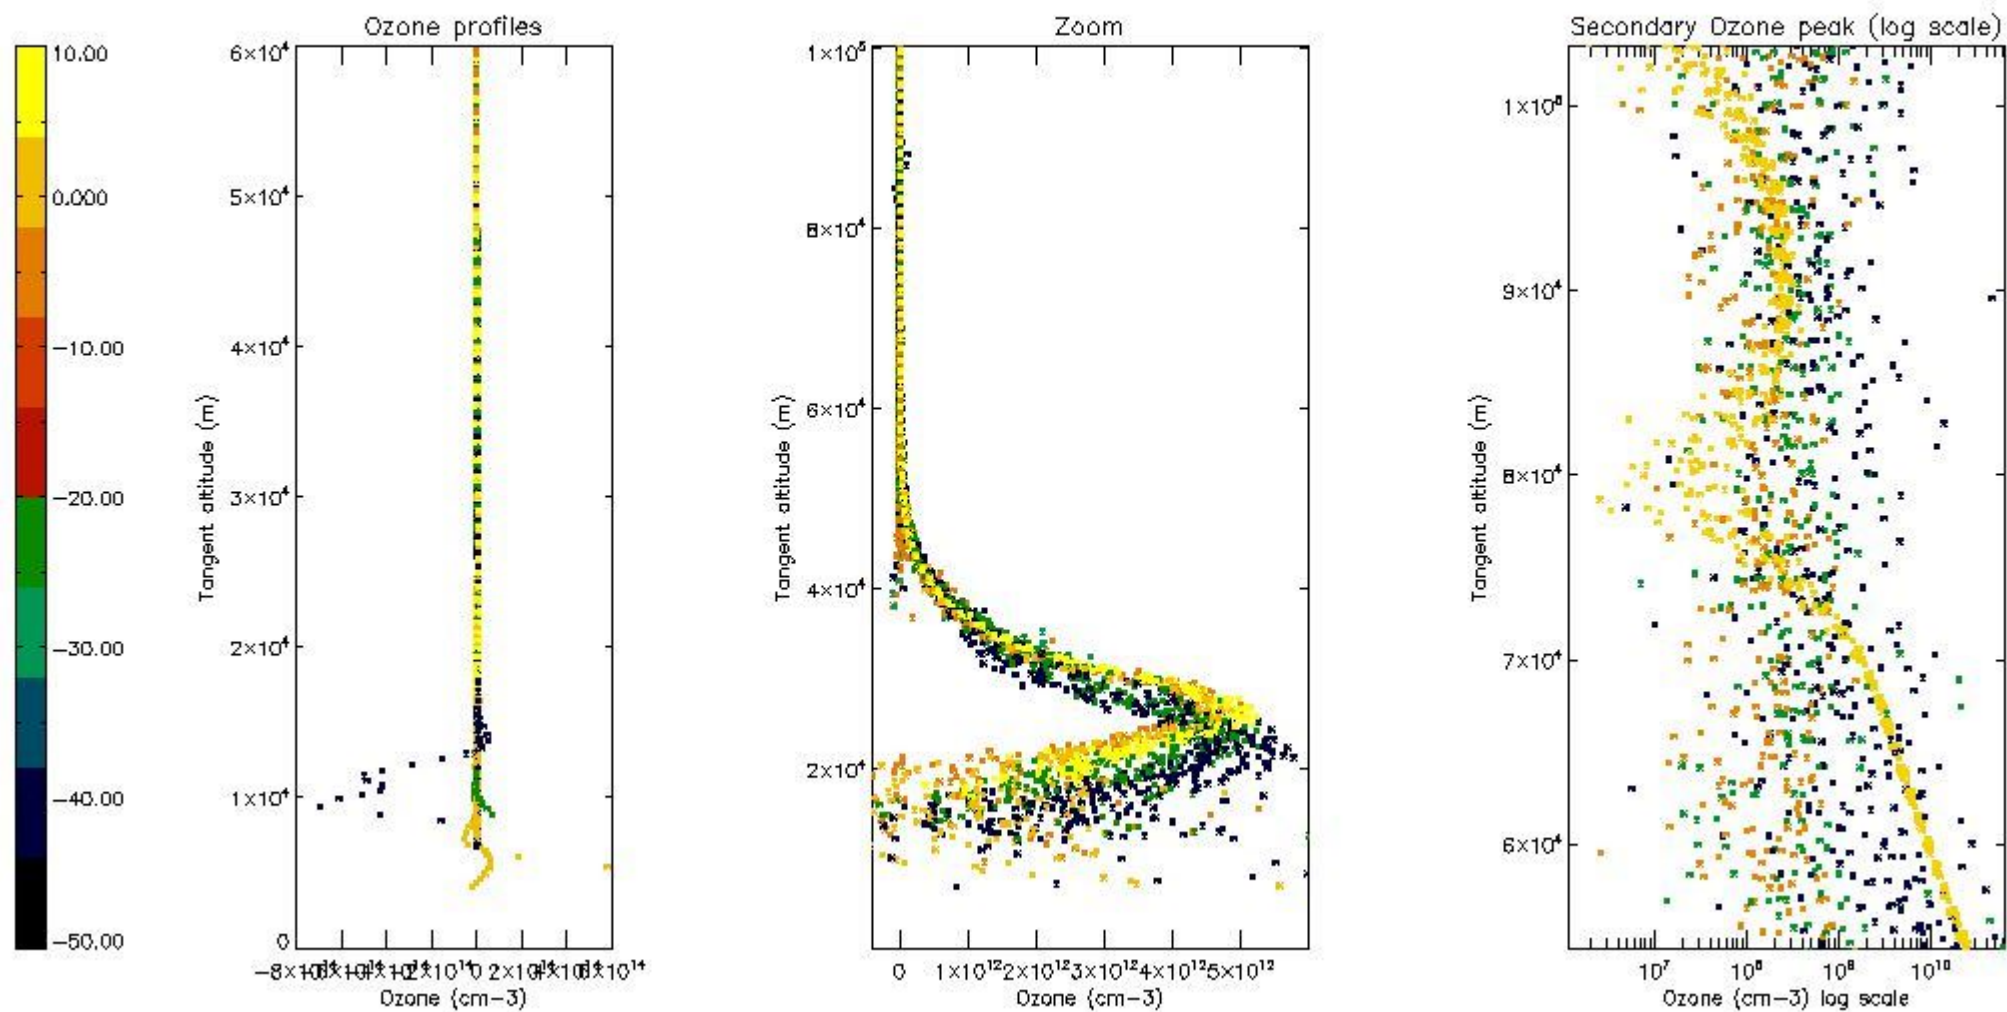 Ozone profiles
Zoom
Secondary Ozone peak (log scale)
10.00
0.000
−10.00
−20.00
−30.00
−40.00
−50.00
6×10⁴
5×10⁴
4×10⁴
3×10⁴
2×10⁴
1×10⁴
0
Tangent altitude (m)
0
Ozone (cm−3)
1×10⁵
8×10⁴
6×10⁴
4×10⁴
2×10⁴
Tangent altitude (m)
0 1×10¹² 2×10¹² 3×10¹² 4×10¹² 5×10¹²
Ozone (cm−3)
9×10⁴
8×10⁴
7×10⁴
6×10⁴
Tangent altitude (m)
10⁷ 10⁸ 10⁹ 10¹⁰
Ozone (cm−3) log scale